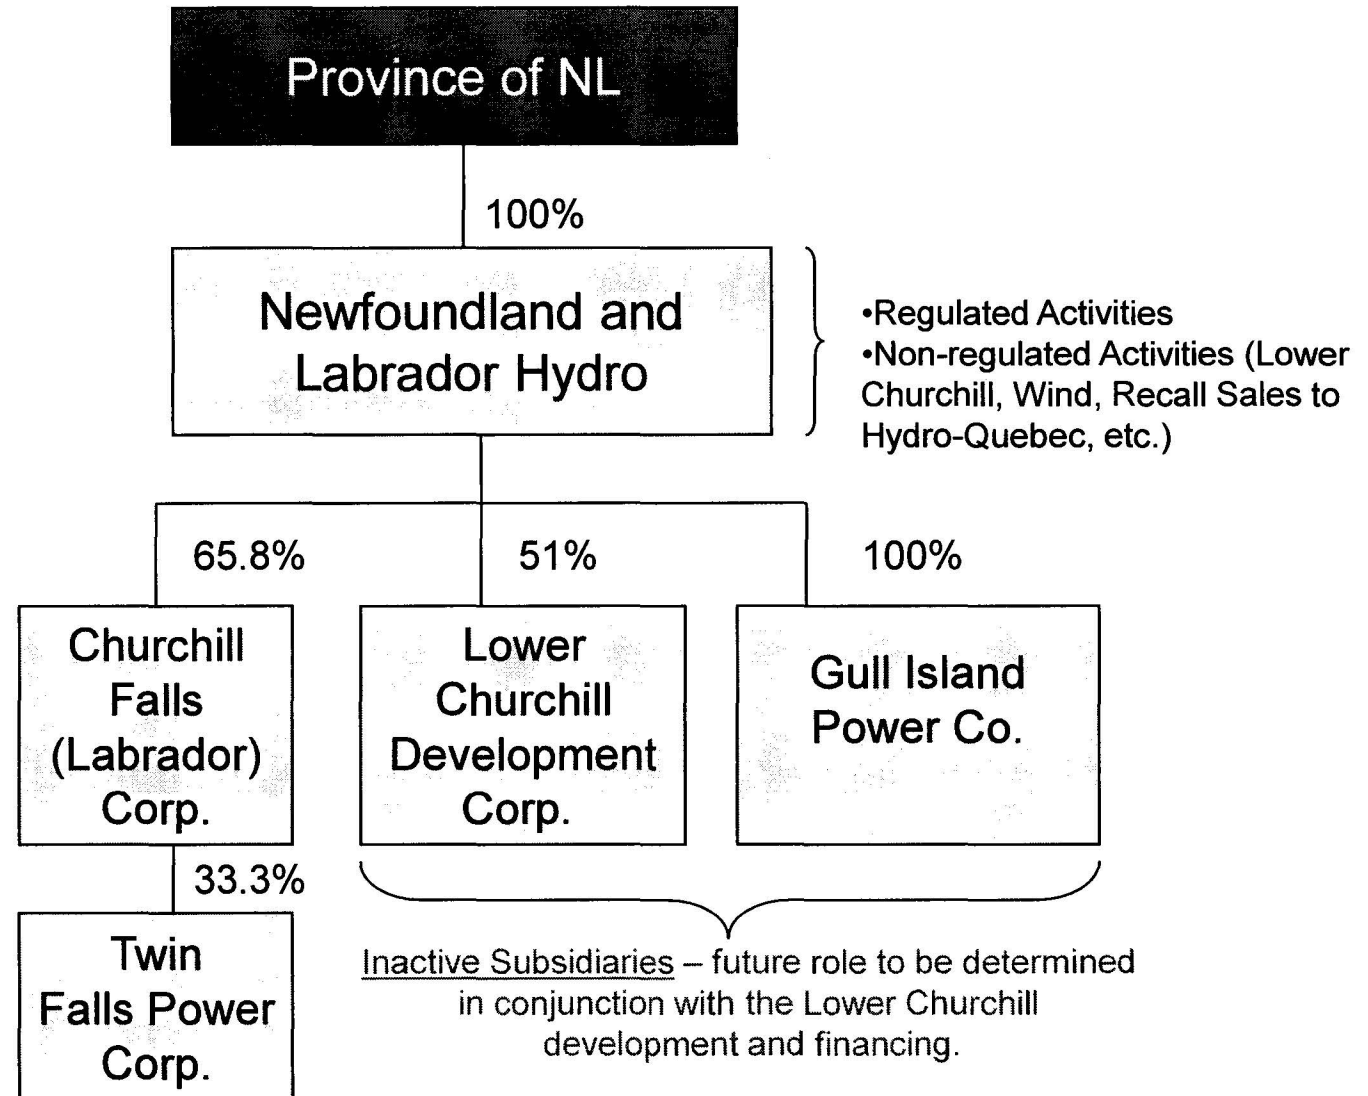 Province of NL
100%
Newfoundland and
Labrador Hydro
•Regulated Activities
•Non-regulated Activities (Lower
Churchill, Wind, Recall Sales to
Hydro-Quebec, etc.)
65.8%
51%
100%
Churchill
Falls
(Labrador)
Corp.
Lower
Churchill
Development
Corp.
Gull Island
Power Co.
33.3%
Twin
Falls Power
Corp.
Inactive Subsidiaries – future role to be determined
in conjunction with the Lower Churchill
development and financing.